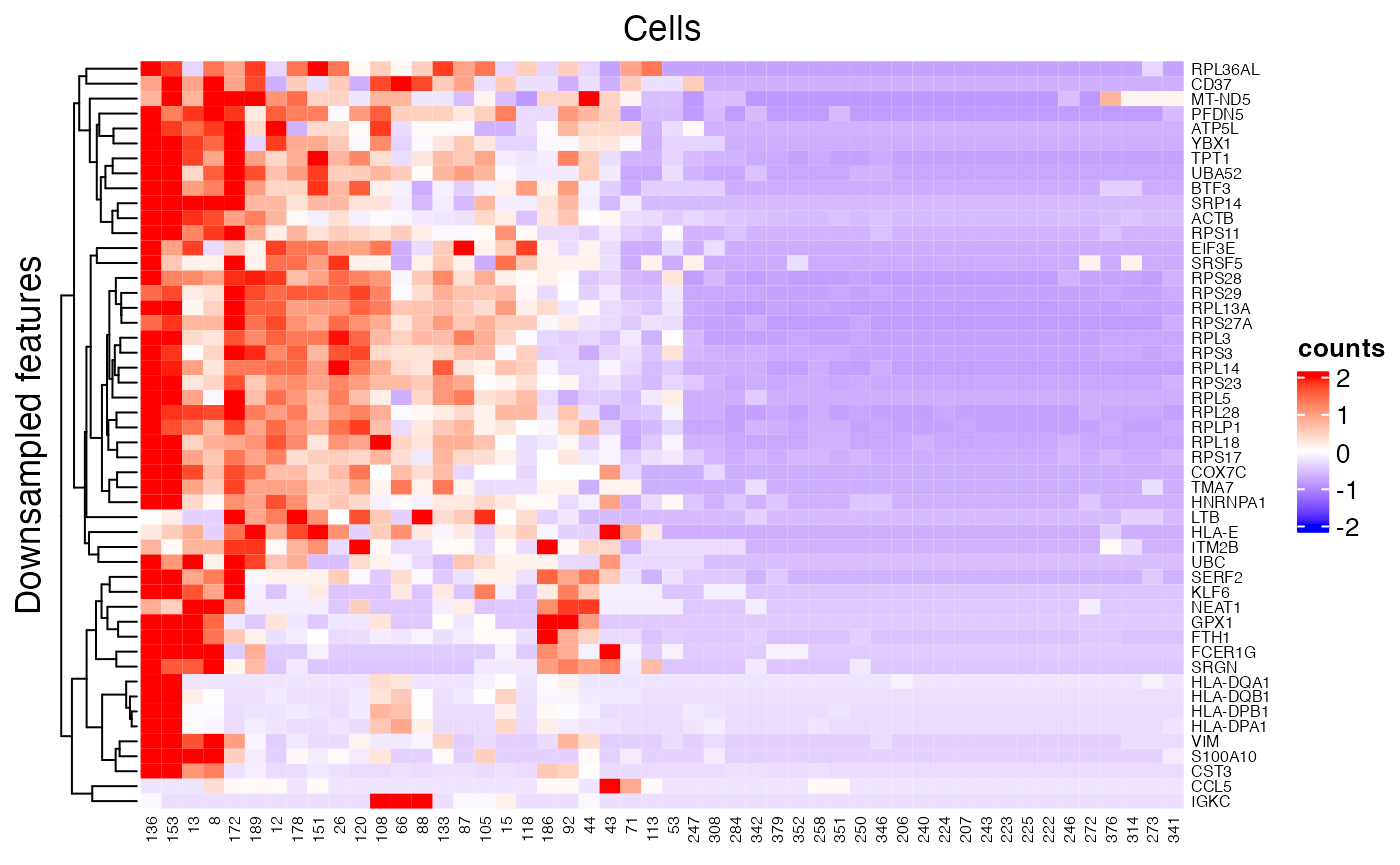 Cells
Downsampled features
RPL36AL
CD37
MT-ND5
PFDN5
ATP5L
YBX1
TPT1
UBA52
BTF3
SRP14
ACTB
RPS11
EIF3E
SRSF5
RPS28
RPS29
RPL13A
RPS27A
RPL3
RPS3
RPL14
RPS23
RPL5
RPL28
RPLP1
RPL18
RPS17
COX7C
TMA7
HNRNPA1
LTB
HLA-E
ITM2B
UBC
SERF2
KLF6
NEAT1
GPX1
FTH1
FCER1G
SRGN
HLA-DQA1
HLA-DQB1
HLA-DPB1
HLA-DPA1
VIM
S100A10
CST3
CCL5
IGKC
136 153 13 8 172 189 12 178 151 26 120 108 66 88 133 87 105 15 118 186 92 44 43 71 113 53 247 308 284 342 379 352 258 351 250 346 206 240 224 207 243 223 225 222 246 272 376 314 273 341
counts
2
1
0
-1
-2